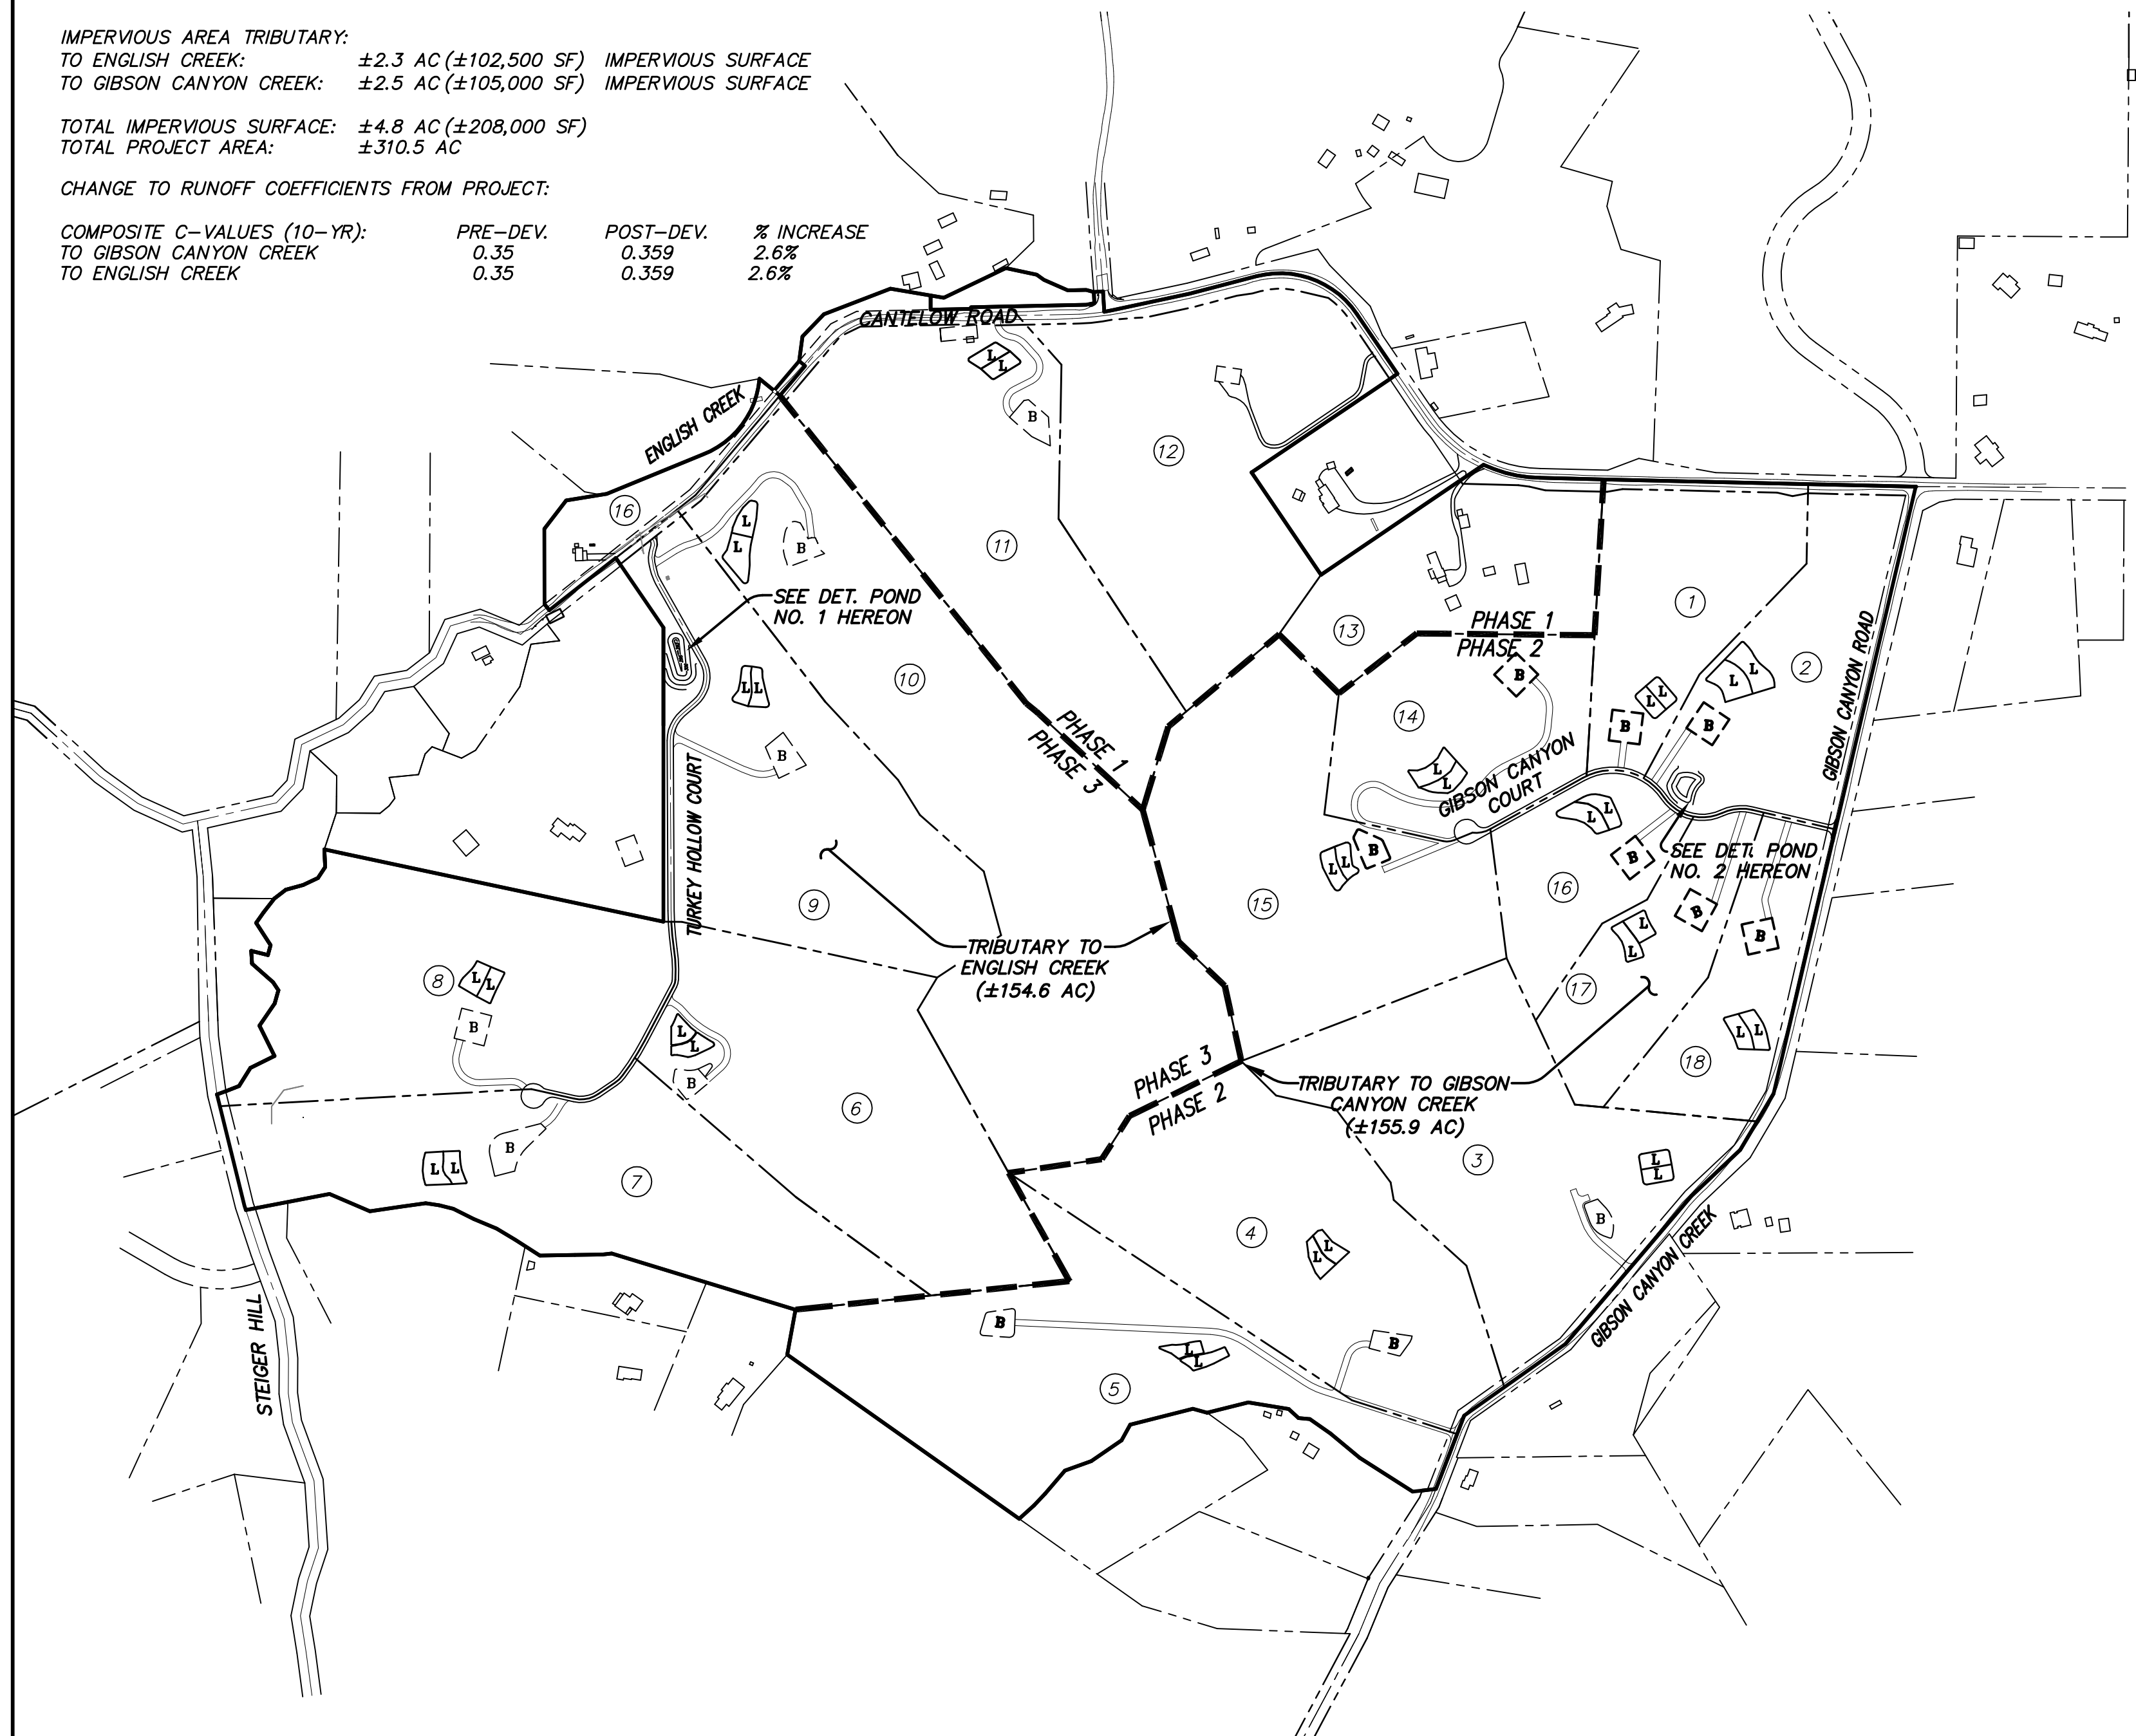 IMPERVIOUS AREA TRIBUTARY:
TO ENGLISH CREEK: ±2.3 AC (±102,500 SF) IMPERVIOUS SURFACE
TO GIBSON CANYON CREEK: ±2.5 AC (±105,000 SF) IMPERVIOUS SURFACE
TOTAL IMPERVIOUS SURFACE: ±4.8 AC (±208,000 SF)
TOTAL PROJECT AREA: ±310.5 AC
CHANGE TO RUNOFF COEFFICIENTS FROM PROJECT:
COMPOSITE C-VALUES (10-YR): PRE-DEV. POST-DEV. % INCREASE
TO GIBSON CANYON CREEK 0.35 0.359 2.6%
TO ENGLISH CREEK 0.35 0.359 2.6%
CANTELOW ROAD
L
L
B
ENGLISH CREEK
12
16
L
L
B
11
SEE DET. POND
NO. 1 HEREON
1
13
PHASE 1
PHASE 2
10
L L
B
PHASE 1
PHASE 3
14
B
2
L
L
L
L
B
B
GIBSON CANYON ROAD
L
L
GIBSON CANYON
COURT
L
L
TURKEY HOLLOW COURT
L
L
B
B
SEE DET. POND
NO. 2 HEREON
9
15
16
B
B
L
L
TRIBUTARY TO
ENGLISH CREEK
(±154.6 AC)
8
L
L
B
17
L
L
B
L
L
18
PHASE 3
PHASE 2
TRIBUTARY TO GIBSON
CANYON CREEK
(±155.9 AC)
6
B
L L
7
3
L
L
B
4
L
L
GIBSON CANYON CREEK
STEIGER HILL
B
L
L
B
5